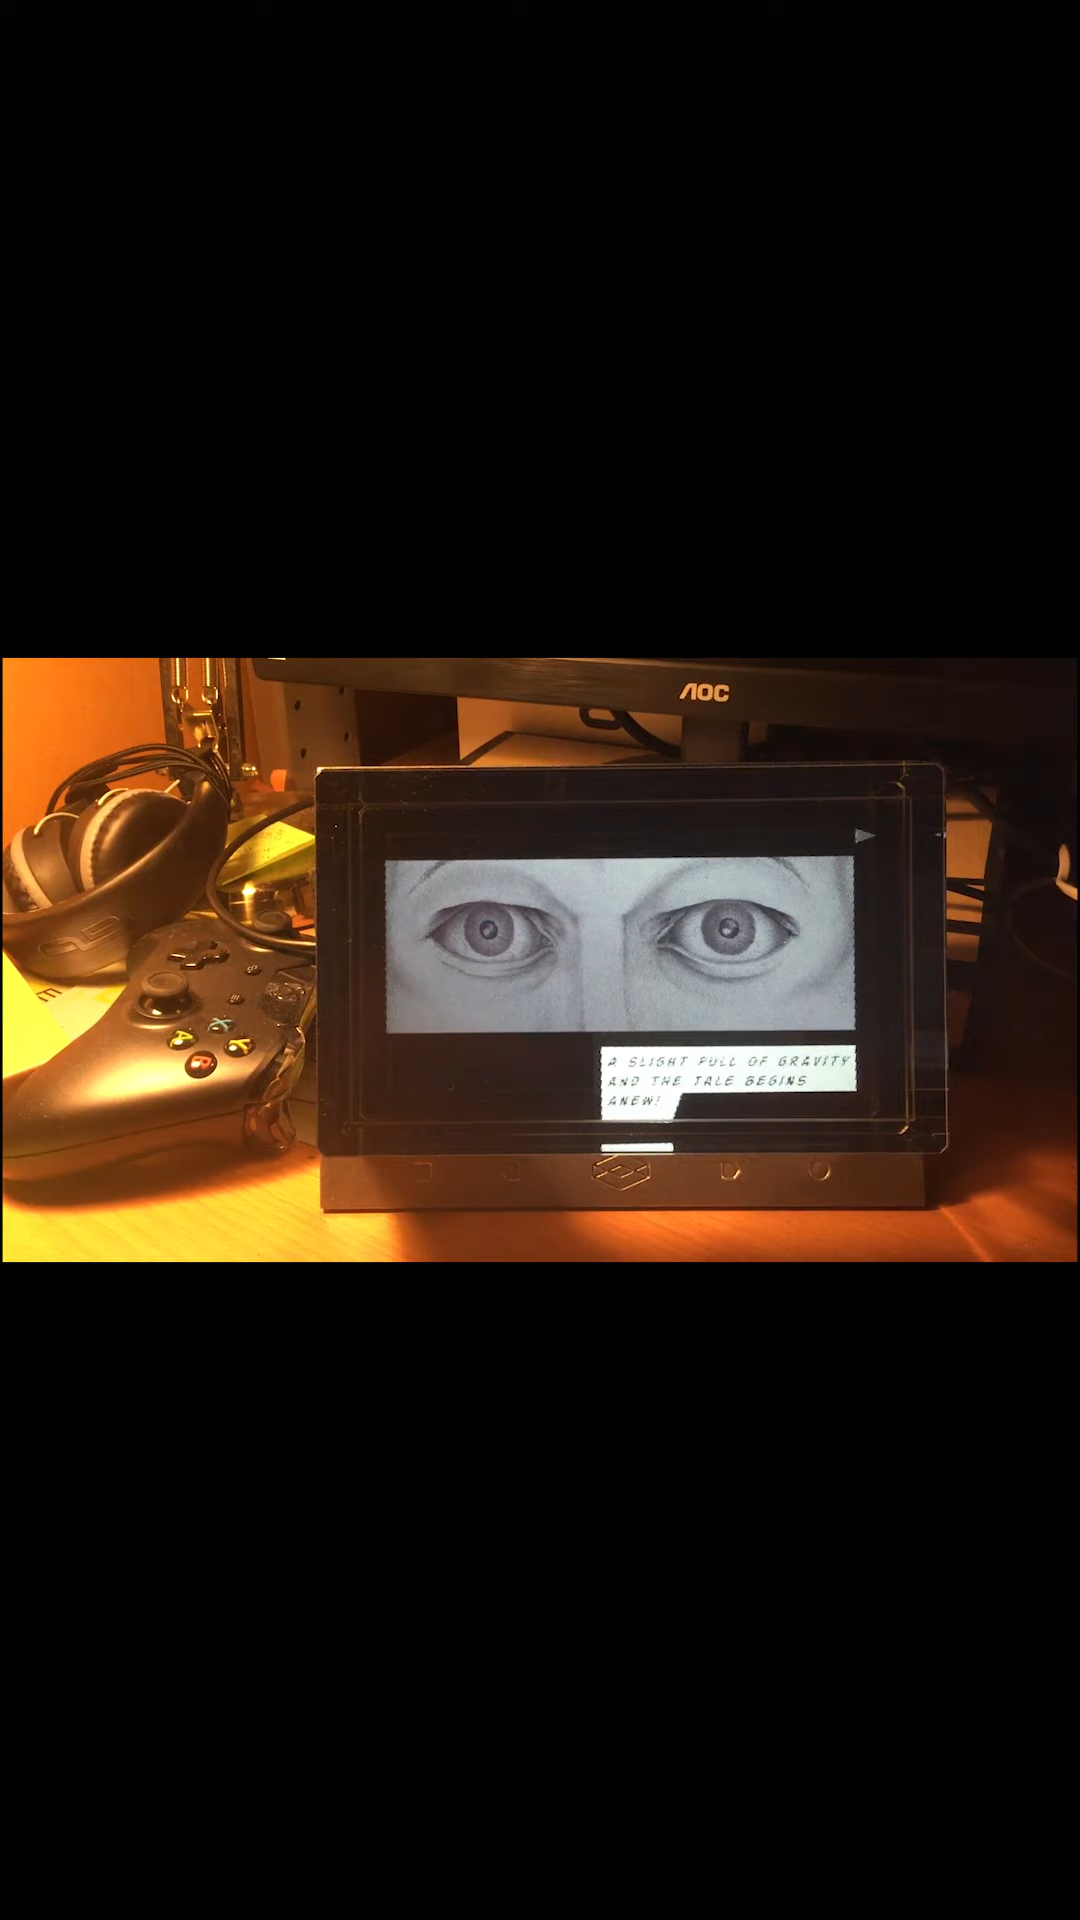 AOC
A SLIGHT PULL OF GRAVITY
AND THE TALE BEGINS
ANEW!
X
Y
A
B